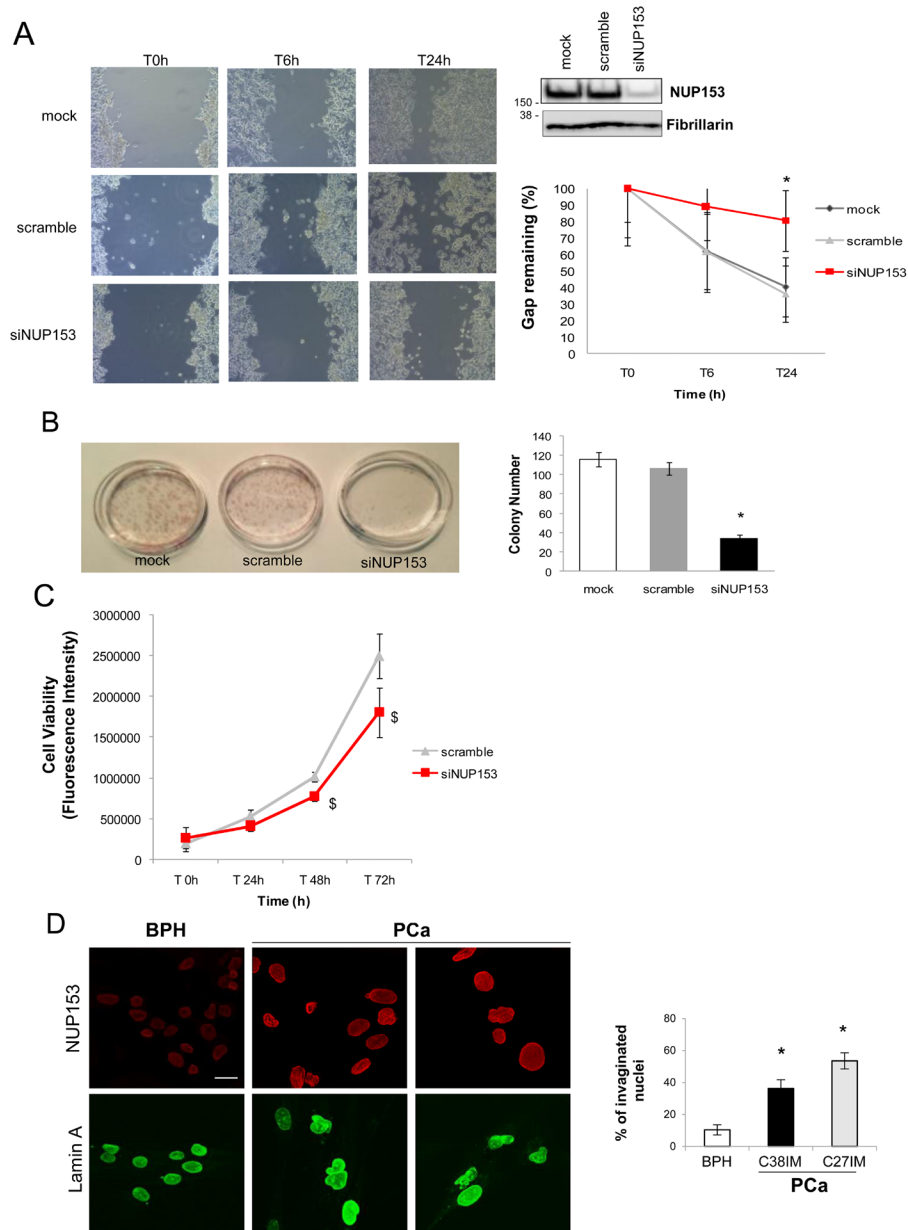 A
T0h T6h T24h
mock
scramble
siNUP153
mock scramble siNUP153
150 -
NUP153
38 -
Fibrillarin
Gap remaining (%)
100
90
80
70
60
50
40
30
20
10
0
*
T0 T6 T24
Time (h)
mock
scramble
siNUP153
B
mock scramble siNUP153
Colony Number
140
120
100
80
60
40
20
0
*
mock scramble siNUP153
C
Cell Viability
(Fluorescence Intensity)
3000000
2500000
2000000
1500000
1000000
500000
0
$
$
T 0h T 24h T 48h T 72h
Time (h)
scramble
siNUP153
D
BPH PCa
NUP153
Lamin A
% of invaginated
nuclei
80
60
40
20
0
* *
BPH C38IM C27IM
PCa